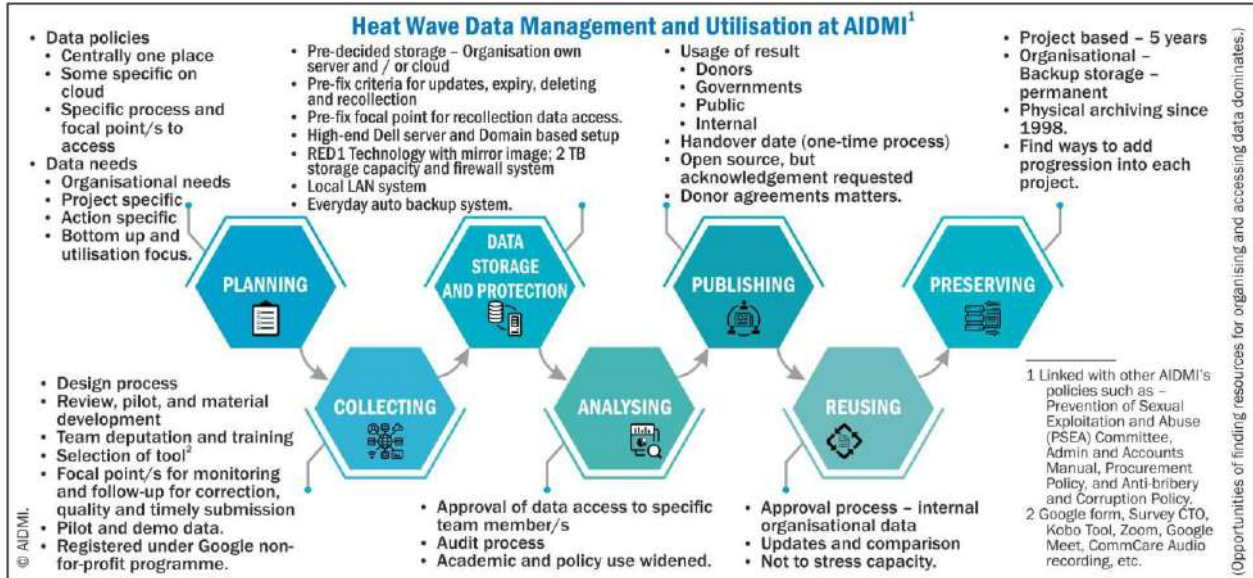 Heat Wave Data Management and Utilisation at AIDMI1
• Data policies
• Centrally one place
• Some specific on
cloud
• Specific process and
focal point/s to
access
• Data needs
• Organisational needs
• Project specific
• Action specific
• Bottom up and
utilisation focus.
• Pre-decided storage – Organisation own
server and / or cloud
• Pre-fix criteria for updates, expiry, deleting
and recollection
• Pre-fix focal point for recollection data access.
• High-end Dell server and Domain based setup
• RED1 Technology with mirror image; 2 TB
storage capacity and firewall system
• Local LAN system
• Everyday auto backup system.
• Usage of result
• Donors
• Governments
• Public
• Internal
• Handover date (one-time process)
• Open source, but
acknowledgement requested
• Donor agreements matters.
• Project based – 5 years
• Organisational –
Backup storage –
permanent
• Physical archiving since
1998.
• Find ways to add
progression into each
project.
PLANNING
DATA
STORAGE
AND PROTECTION
PUBLISHING
PRESERVING
COLLECTING
ANALYSING
REUSING
• Design process
• Review, pilot, and material
development
• Team deputation and training
• Selection of tool2
• Focal point/s for monitoring
and follow-up for correction,
quality and timely submission
• Pilot and demo data.
• Registered under Google non-
for-profit programme.
• Approval of data access to specific
team member/s
• Audit process
• Academic and policy use widened.
• Approval process – internal
organisational data
• Updates and comparison
• Not to stress capacity.
1 Linked with other AIDMI's
policies such as –
Prevention of Sexual
Exploitation and Abuse
(PSEA) Committee,
Admin and Accounts
Manual, Procurement
Policy, and Anti-bribery
and Corruption Policy.
2 Google form, Survey CTO,
Kobo Tool, Zoom, Google
Meet, CommCare Audio
recording, etc.
(Opportunities of finding resources for organising and accessing data dominates.)
© AIDMI.